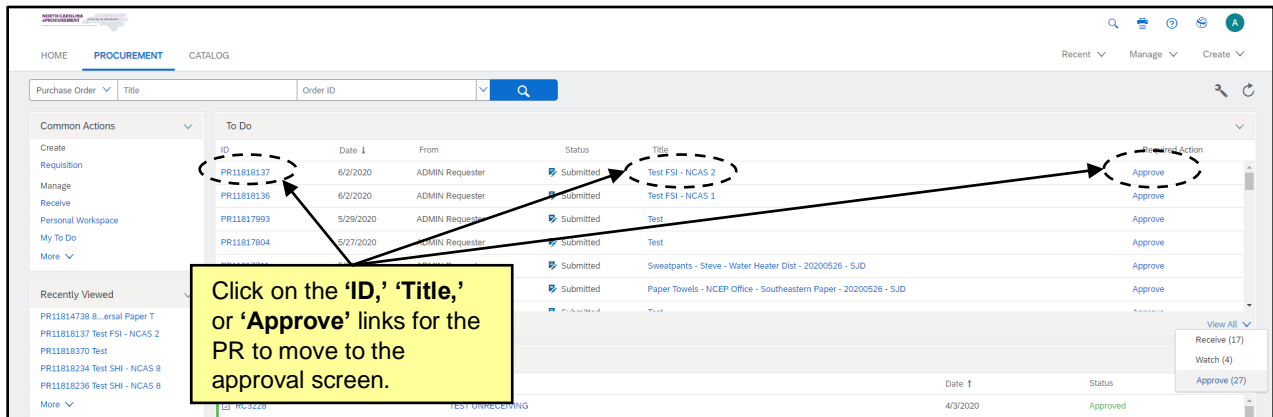 NORTH CAROLINA
ePROCUREMENT
A
HOME PROCUREMENT CATALOG
Recent Manage Create
Purchase Order Title Order ID
Common Actions
Create
Requisition
Manage
Receive
Personal Workspace
My To Do
More
Recently Viewed
PR11814738 8...ersal Paper T
PR11818137 Test FSI - NCAS 2
PR11818370 Test
PR11818234 Test SHI - NCAS 8
PR11818236 Test SHI - NCAS 8
More
To Do
ID Date From Status Title Required Action
PR11818137 6/2/2020 ADMIN Requester Submitted Test FSI - NCAS 2 Approve
PR11818136 6/2/2020 ADMIN Requester Submitted Test FSI - NCAS 1 Approve
PR11817993 5/29/2020 ADMIN Requester Submitted Test Approve
PR11817804 5/27/2020 ADMIN Requester Submitted Test Approve
Submitted Sweatpants - Steve - Water Heater Dist - 20200526 - SJD Approve
Submitted Paper Towels - NCEP Office - Southeastern Paper - 20200526 - SJD Approve
View All
Receive (17)
Watch (4)
Approve (27)
Click on the ‘ID,’ ‘Title,’
or ‘Approve’ links for the
PR to move to the
approval screen.
Date Status
RC3228 TEST UNRECEIVING 4/3/2020 Approved